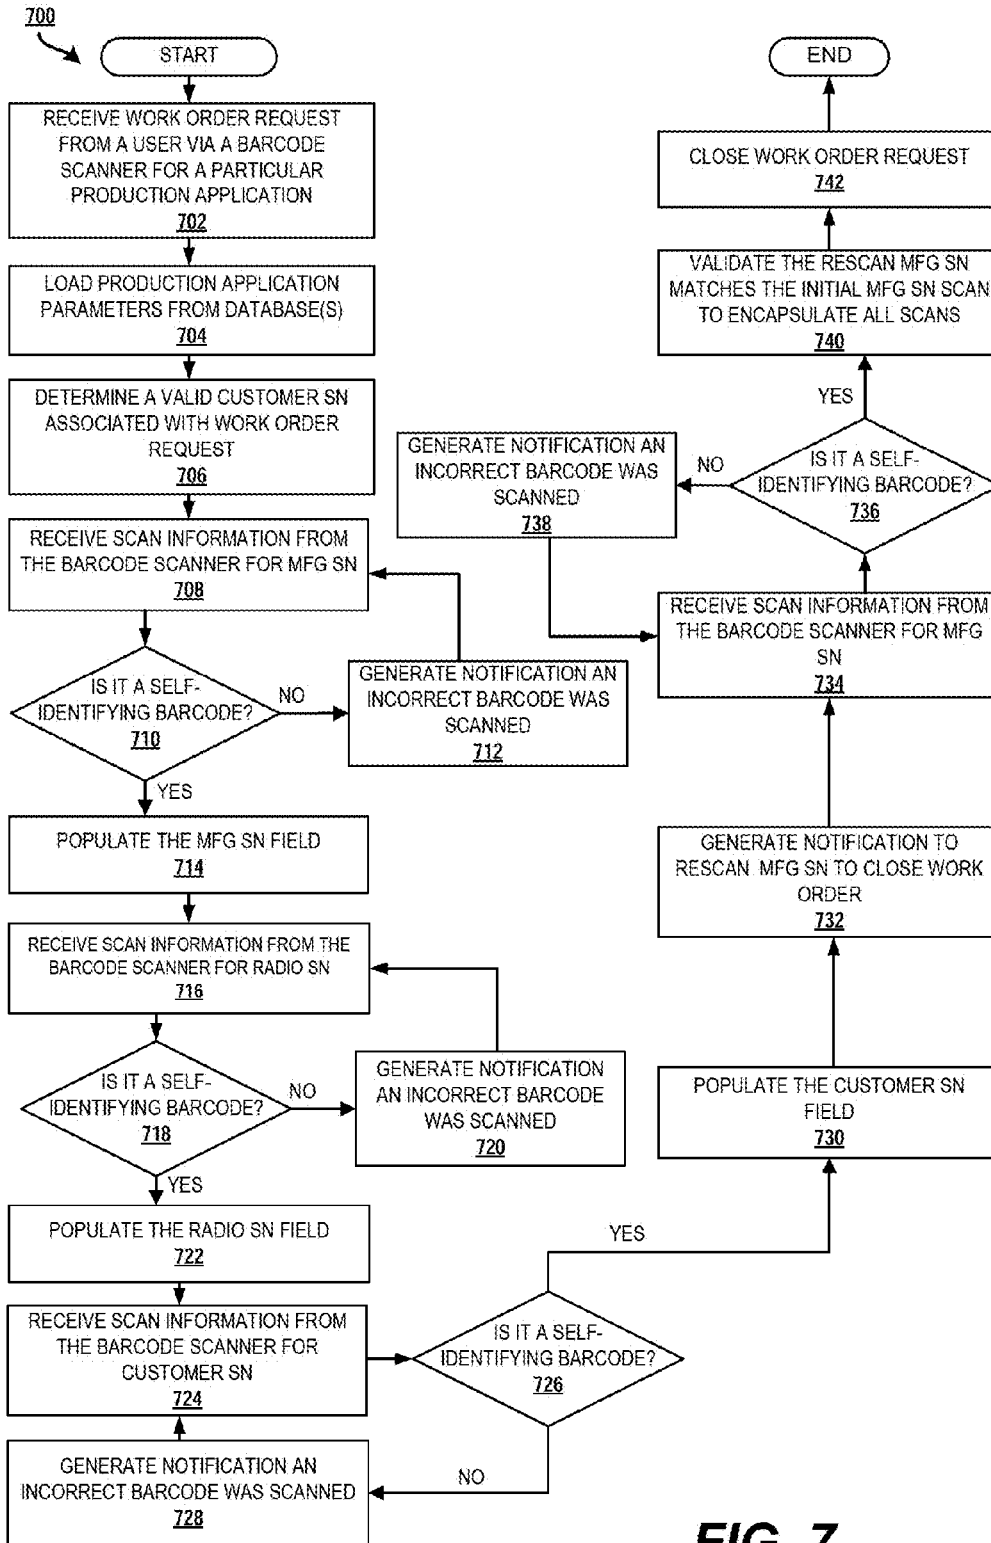 700
START
RECEIVE WORK ORDER REQUEST
FROM A USER VIA A BARCODE
SCANNER FOR A PARTICULAR
PRODUCTION APPLICATION
702
LOAD PRODUCTION APPLICATION
PARAMETERS FROM DATABASE(S)
704
DETERMINE A VALID CUSTOMER SN
ASSOCIATED WITH WORK ORDER
REQUEST
706
RECEIVE SCAN INFORMATION FROM
THE BARCODE SCANNER FOR MFG SN
708
IS IT A SELF-
IDENTIFYING BARCODE?
710
NO
GENERATE NOTIFICATION AN
INCORRECT BARCODE WAS
SCANNED
712
YES
POPULATE THE MFG SN FIELD
714
RECEIVE SCAN INFORMATION FROM THE
BARCODE SCANNER FOR RADIO SN
716
IS IT A SELF-
IDENTIFYING BARCODE?
718
NO
GENERATE NOTIFICATION
AN INCORRECT BARCODE
WAS SCANNED
720
YES
POPULATE THE RADIO SN FIELD
722
RECEIVE SCAN INFORMATION FROM
THE BARCODE SCANNER FOR
CUSTOMER SN
724
IS IT A SELF-
IDENTIFYING BARCODE?
726
NO
GENERATE NOTIFICATION AN
INCORRECT BARCODE WAS SCANNED
728
YES
POPULATE THE CUSTOMER SN
FIELD
730
GENERATE NOTIFICATION TO
RESCAN MFG SN TO CLOSE WORK
ORDER
732
RECEIVE SCAN INFORMATION FROM
THE BARCODE SCANNER FOR MFG
SN
734
IS IT A SELF-
IDENTIFYING BARCODE?
736
NO
GENERATE NOTIFICATION AN
INCORRECT BARCODE WAS
SCANNED
738
YES
VALIDATE THE RESCAN MFG SN
MATCHES THE INITIAL MFG SN SCAN
TO ENCAPSULATE ALL SCANS
740
CLOSE WORK ORDER REQUEST
742
END
FIG. 7